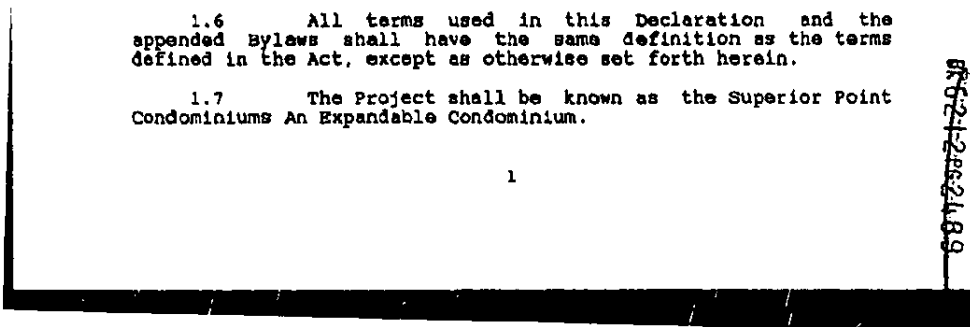 1.6 All terms used in this Declaration and the
appended Bylaws shall have the same definition as the terms
defined in the Act, except as otherwise set forth herein.
1.7 The Project shall be known as the Superior Point
Condominiums An Expandable Condominium.
1